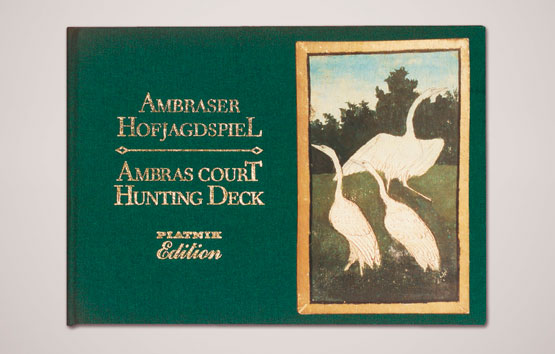 AMBRASER
HOFJAGDSPIEL
AMBRAS COURT
HUNTING DECK
PIATNIK
Edition